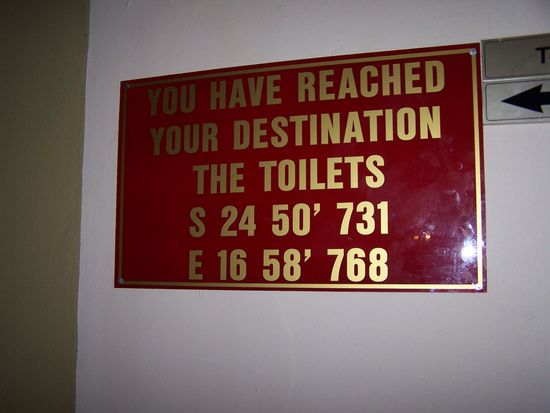 YOU HAVE REACHED
YOUR DESTINATION
THE TOILETS
S 24 50' 731
E 16 58' 768